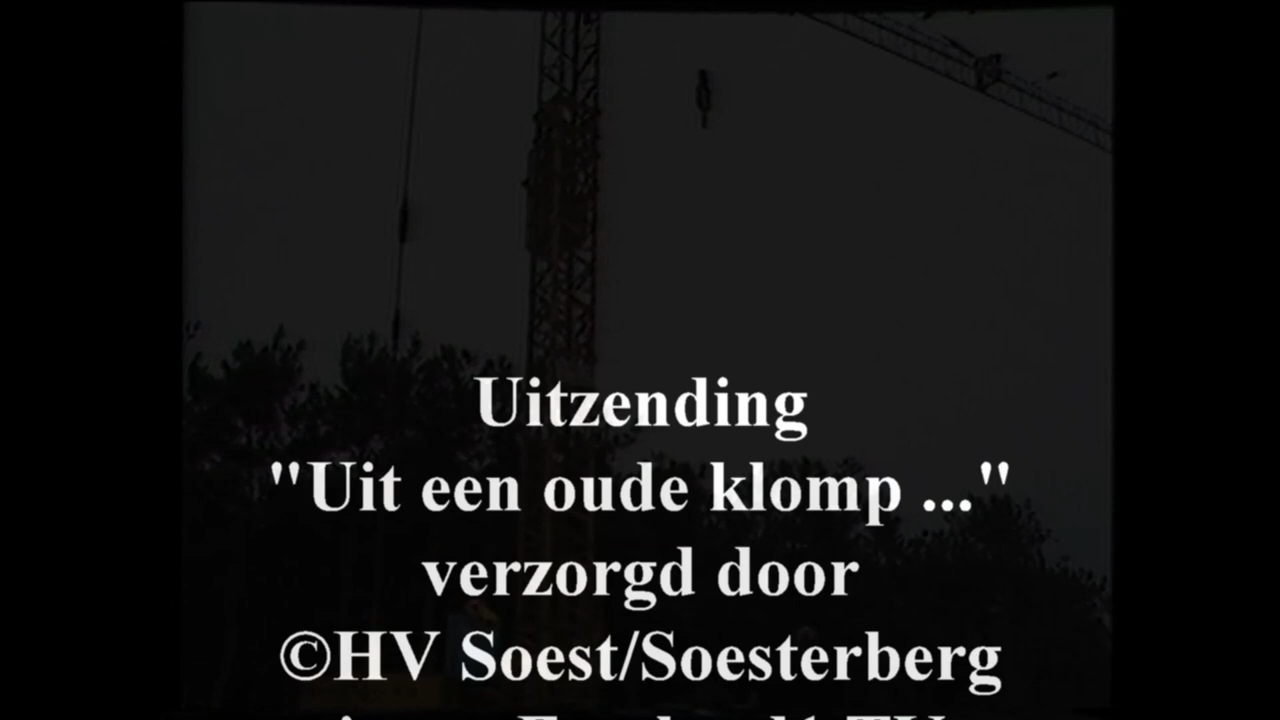 Uitzending
"Uit een oude klomp ..."
verzorgd door
©HV Soest/Soesterberg